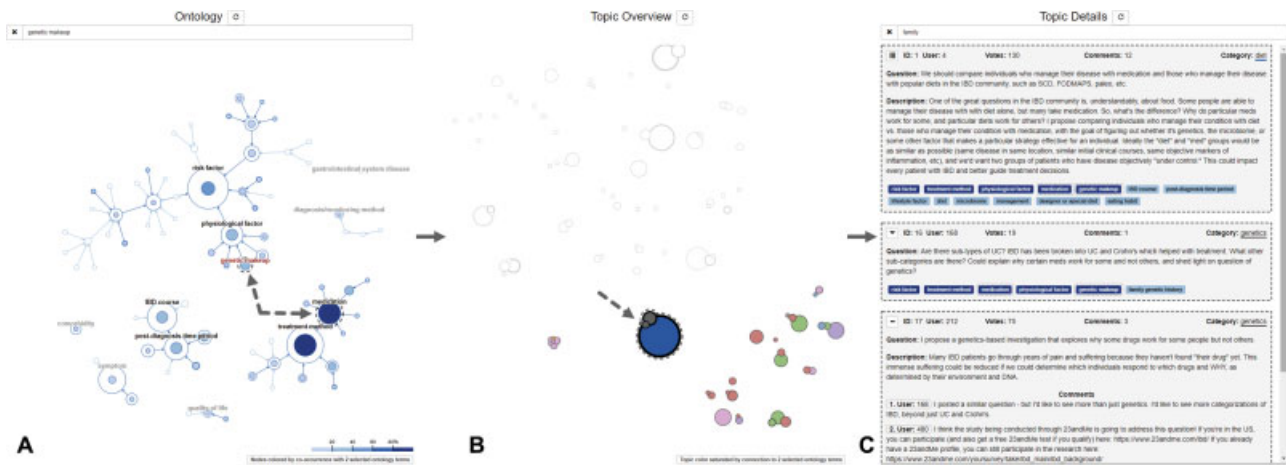 Ontology
genetic makeup
risk factor
gastrointestinal system disease
diagnosis/monitoring method
physiological factor
genetic makeup
medication
IBD course
comorbidity
treatment method
post-diagnosis time period
symptom
quality of life
A
20 40 60 80%
Nodes colored by co-occurrence with 2 selected ontology terms
Topic Overview
B
Topic color saturated by connection to 2 selected ontology terms
Topic Details
family
ID: 1 User: 4 Votes: 130 Comments: 12 Category: diet
Question: We should compare individuals who manage their disease with medication and those who manage their disease
with popular diets in the IBD community, such as SCD, FODMAPS, paleo, etc.
Description: One of the great questions in the IBD community is, understandably, about food. Some people are able to
manage their disease with with diet alone, but many take medication. So, what's the difference? Why do particular meds
work for some, and particular diets work for others? I propose comparing individuals who manage their condition with diet
vs. those who manage their condition with medication, with the goal of figuring out whether it's genetics, the microbiome, or
some other factor that makes a particular strategy effective for an individual. Ideally the "diet" and "med" groups would be
as similar as possible (same disease in same location, similar initial clinical courses, same objective markers of
inflammation, etc), and we'd want two groups of patients who have disease objectively "under control." This could impact
every patient with IBD and better guide treatment decisions.
risk factor treatment method physiological factor medication genetic makeup IBD course post-diagnosis time period
lifestyle factor diet microbiome management designer or special diet eating habit
ID: 15 User: 158 Votes: 15 Comments: 1 Category: genetics
Question: Are there sub-types of UC? IBD has been broken into UC and Crohn's which helped with treatment. What other
sub-categories are there? Could explain why certain meds work for some and not others, and shed light on question of
genetics?
risk factor treatment method medication physiological factor genetic makeup family genetic history
ID: 17 User: 212 Votes: 75 Comments: 3 Category: genetics
Question: I propose a genetics-based investigation that explores why some drugs work for some people but not others.
Description: Many IBD patients go through years of pain and suffering because they haven't found "their drug" yet. This
immense suffering could be reduced if we could determine which individuals respond to which drugs and WHY, as
determined by their environment and DNA.
Comments
1. User: 168 I posted a similar question - but I'd like to see more than just genetics. I'd like to see more categorizations of
IBD, beyond just UC and Crohn's.
2. User: 480 I think the study being conducted through 23andMe is going to address this question! If you're in the US,
you can participate (and also get a free 23andMe test if you qualify) here: https://www.23andme.com/ibd/ If you already
have a 23andMe profile, you can still participate in the research here:
https://www.23andme.com/yoursurvey/take/ibd_main/ibd_background/
C